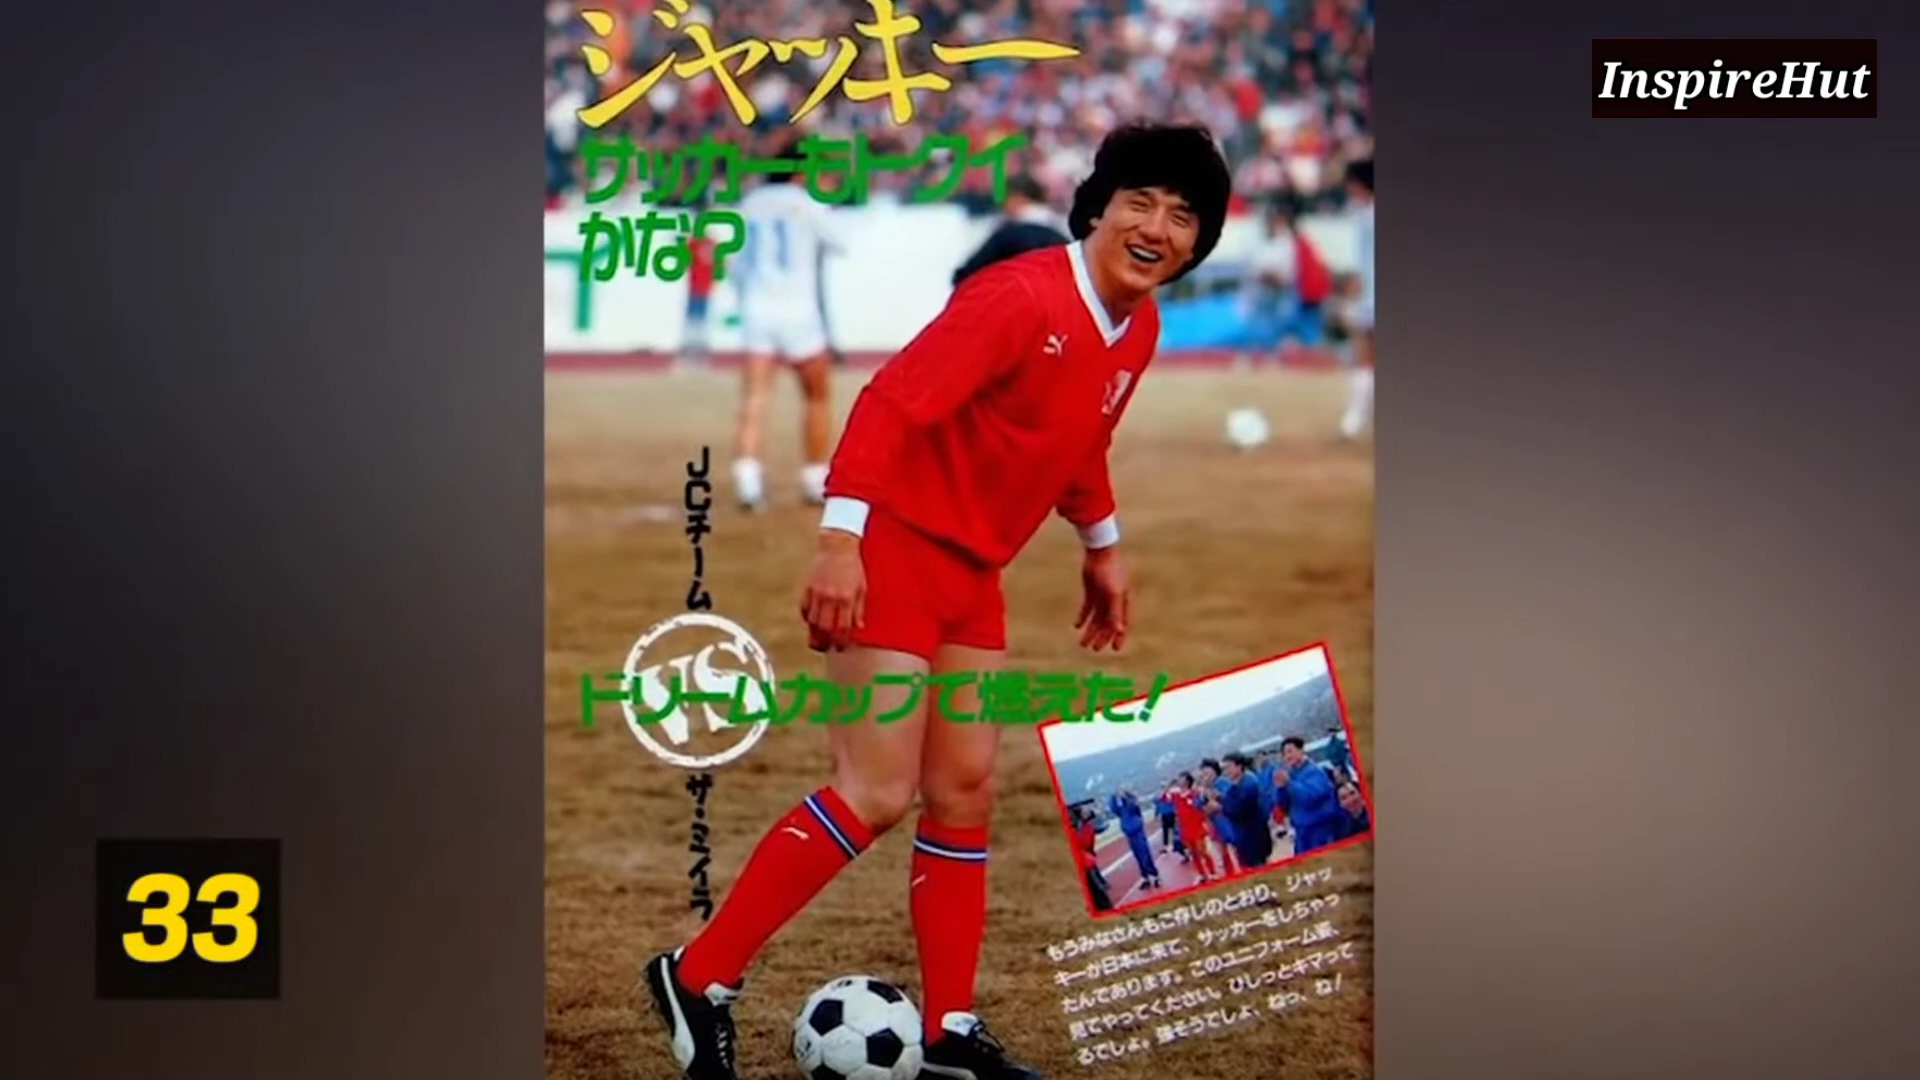 InspireHut
ジャッキー
サッカーもトクイ
かな?
JCチーム
VS
ザ・ミイラ
ドリームカップで燃えた!
もうみなさんもご存しのとおり、ジャッ
キーが日本に来て、サッカーをしちゃっ
たんであります。このユニフォーム姿、
見てやってください。ひしっとキマって
るでしょ。強そうでしょ、ねっ、ね!
33
11